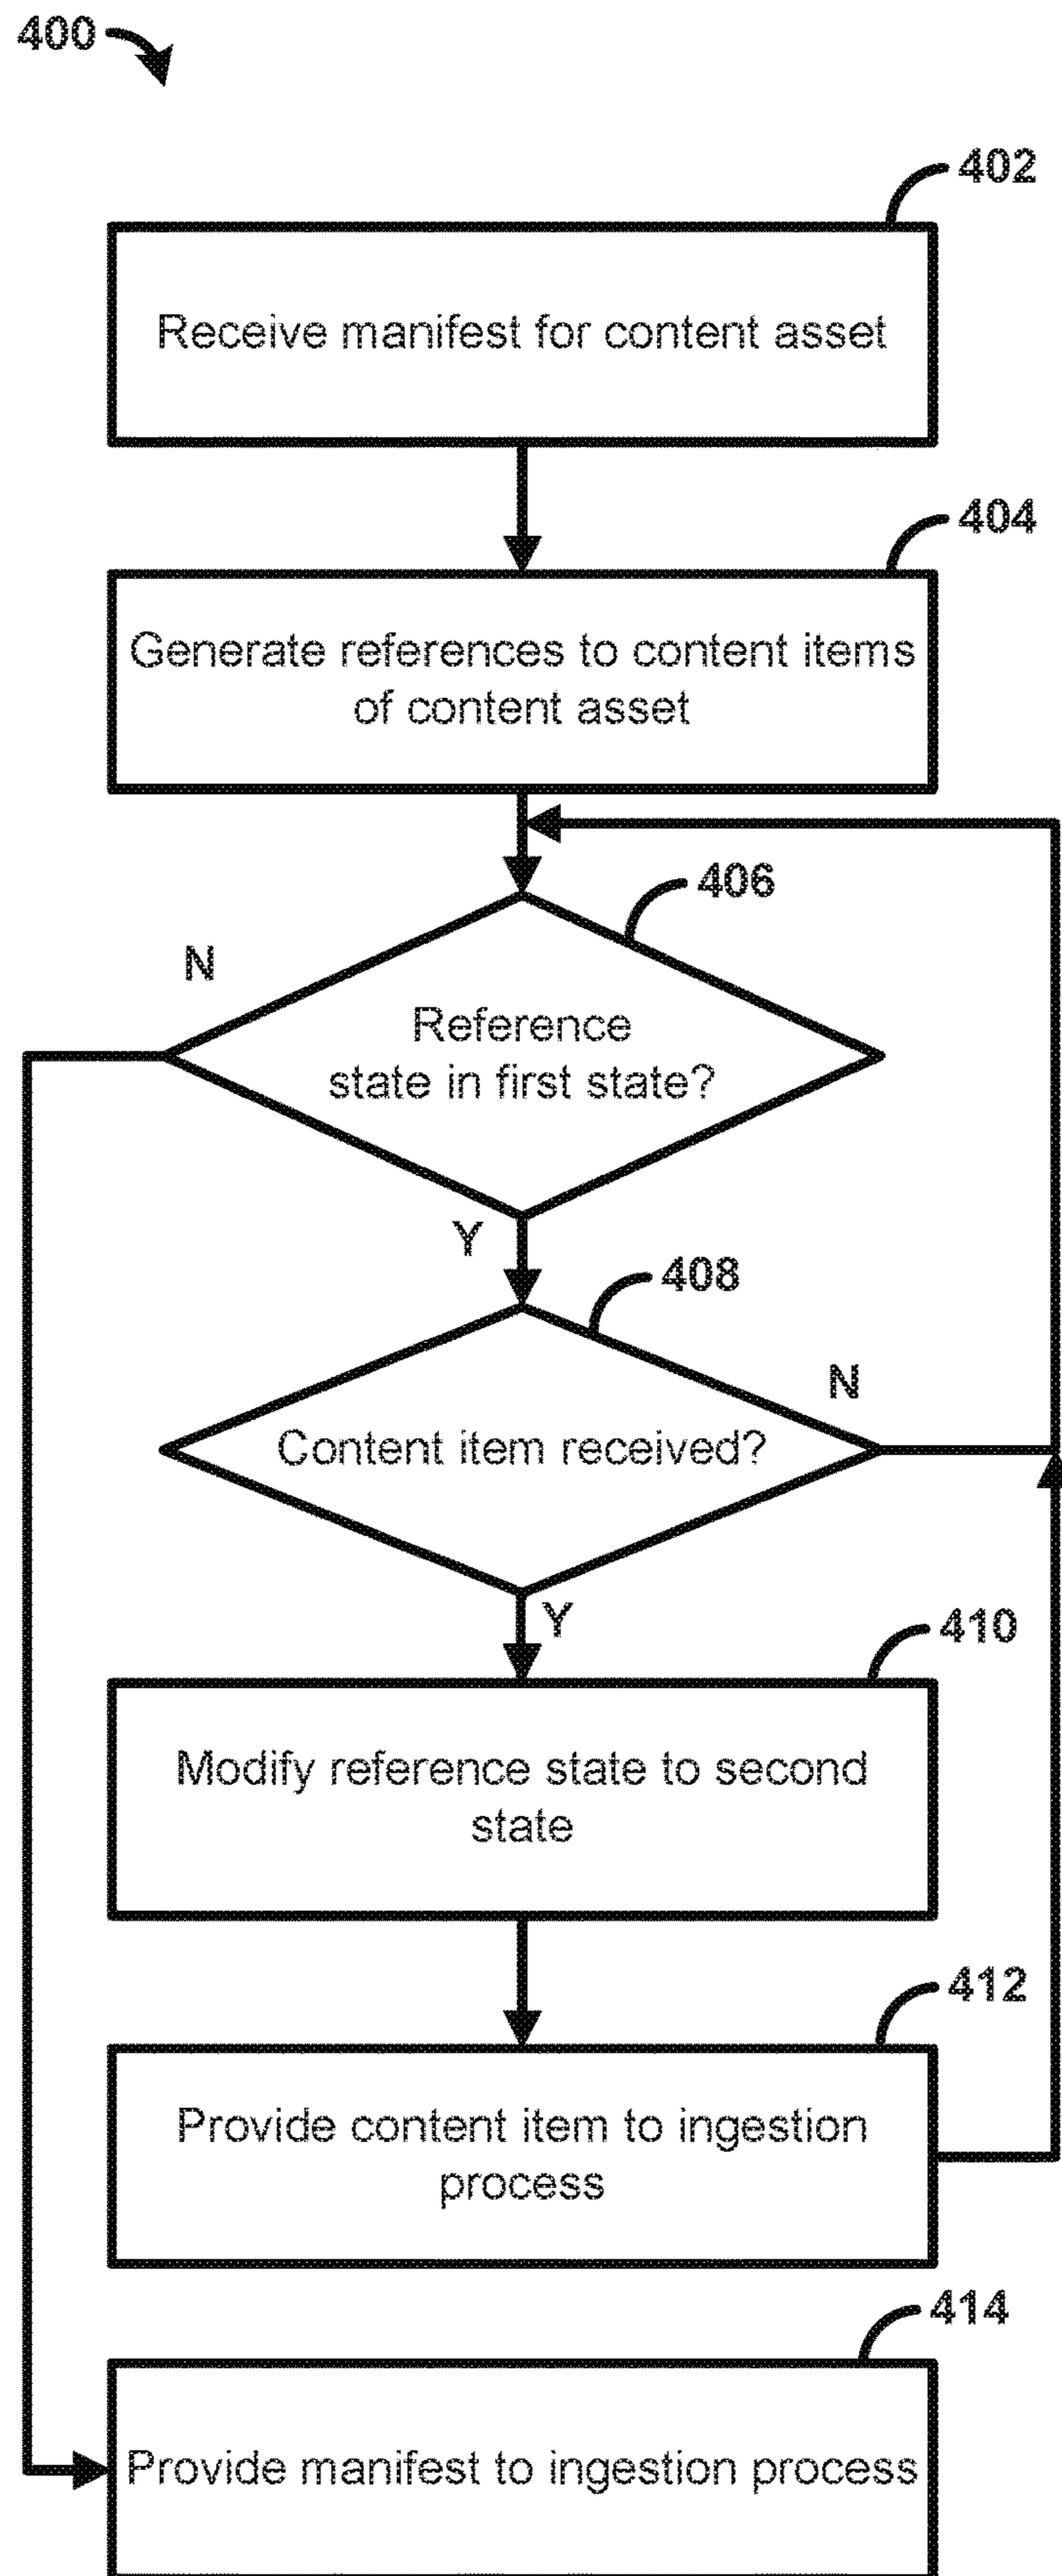 400
402
Receive manifest for content asset
404
Generate references to content items
of content asset
406
N
Reference
state in first state?
Y
408
N
Content item received?
Y
410
Modify reference state to second
state
412
Provide content item to ingestion
process
414
Provide manifest to ingestion process